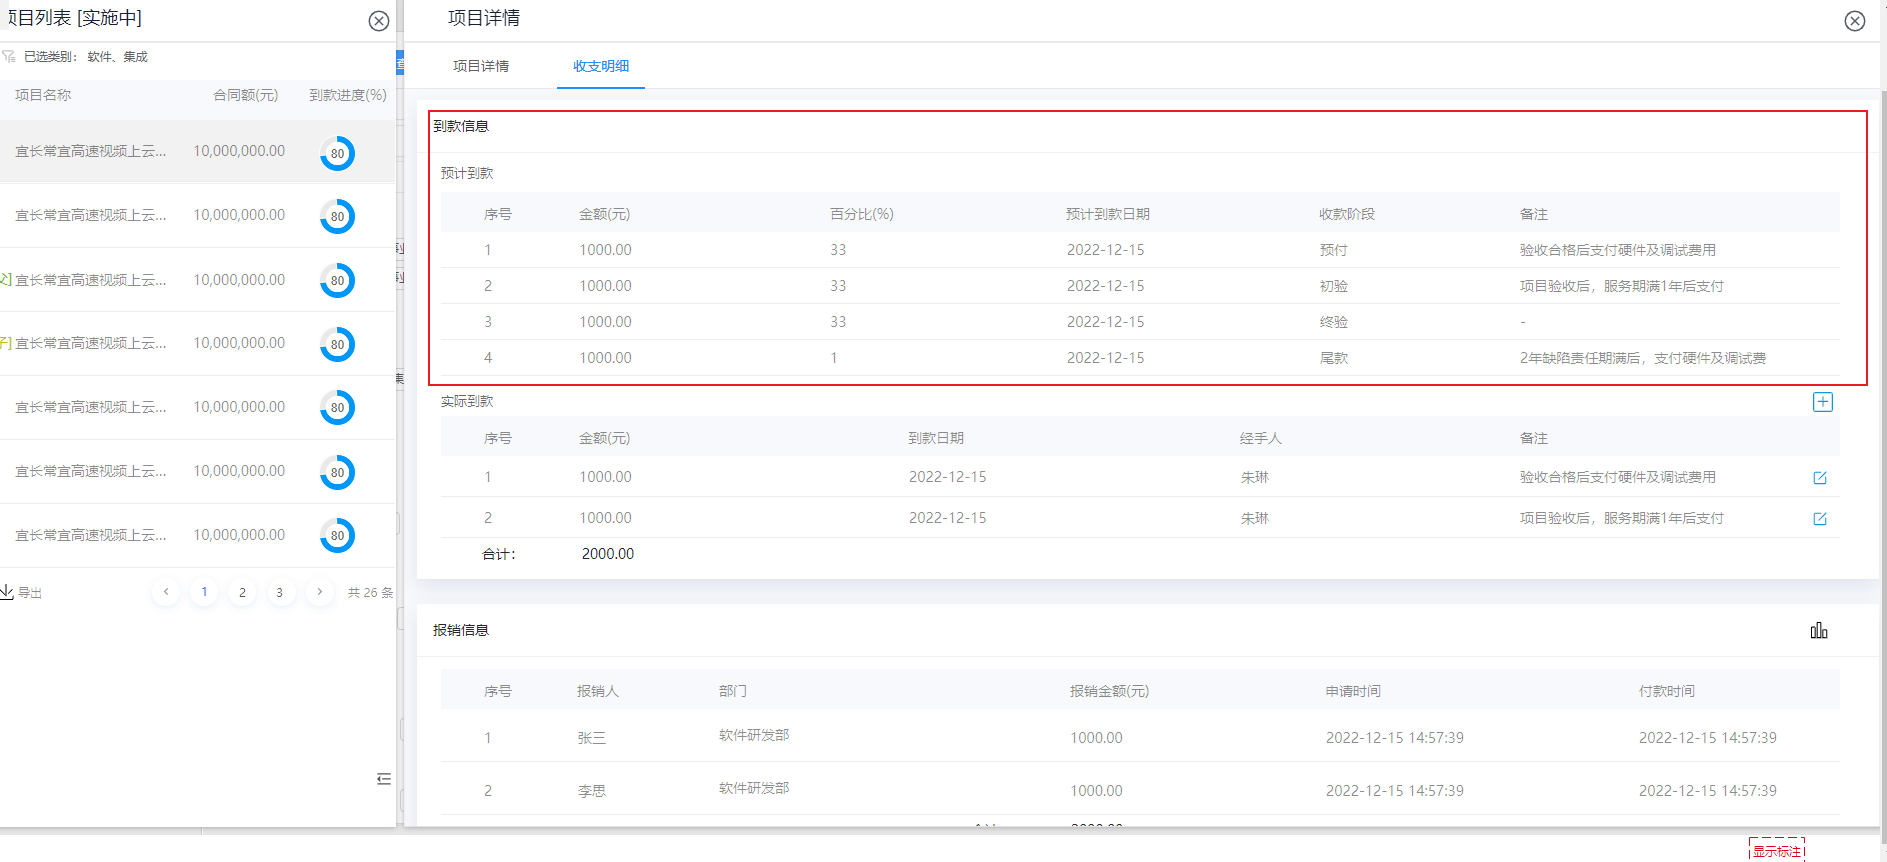 项目列表 [实施中]
已选类别： 软件、集成
项目名称 合同额(元) 到款进度(%)
宜长常宜高速视频上云... 10,000,000.00 80
宜长常宜高速视频上云... 10,000,000.00 80
父] 宜长常宜高速视频上云... 10,000,000.00 80
子] 宜长常宜高速视频上云... 10,000,000.00 80
宜长常宜高速视频上云... 10,000,000.00 80
宜长常宜高速视频上云... 10,000,000.00 80
宜长常宜高速视频上云... 10,000,000.00 80
导出 1 2 3 共 26 条
项目详情
项目详情 收支明细
到款信息
预计到款
序号 金额(元) 百分比(%) 预计到款日期 收款阶段 备注
1 1000.00 33 2022-12-15 预付 验收合格后支付硬件及调试费用
2 1000.00 33 2022-12-15 初验 项目验收后，服务期满1年后支付
3 1000.00 33 2022-12-15 终验 -
4 1000.00 1 2022-12-15 尾款 2年缺陷责任期满后，支付硬件及调试费
实际到款
序号 金额(元) 到款日期 经手人 备注
1 1000.00 2022-12-15 朱琳 验收合格后支付硬件及调试费用
2 1000.00 2022-12-15 朱琳 项目验收后，服务期满1年后支付
合计： 2000.00
报销信息
序号 报销人 部门 报销金额(元) 申请时间 付款时间
1 张三 软件研发部 1000.00 2022-12-15 14:57:39 2022-12-15 14:57:39
2 李思 软件研发部 1000.00 2022-12-15 14:57:39 2022-12-15 14:57:39
显示标注